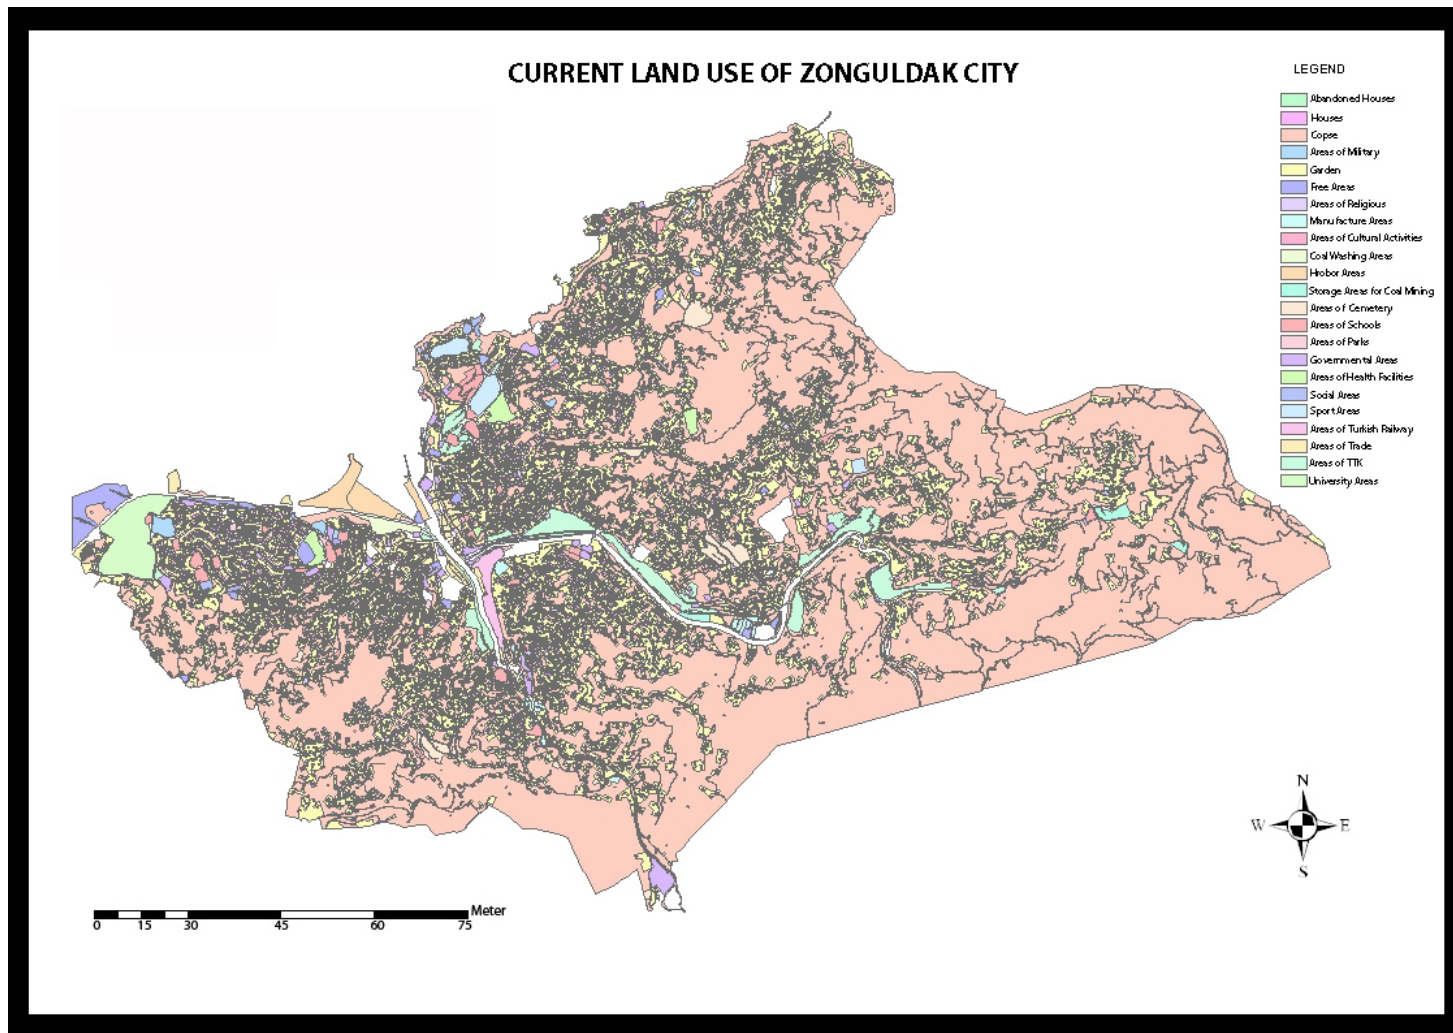 CURRENT LAND USE OF ZONGULDAK CITY
LEGEND
Abandoned Houses
Houses
Copse
Areas of Military
Garden
Free Areas
Areas of Religious
Manufacture Areas
Areas of Cultural Activities
Coal Washing Areas
Hrobor Areas
Storage Areas for Coal Mining
Areas of Cemetery
Areas of Schools
Areas of Parks
Governmental Areas
Areas of Health Facilities
Social Areas
Sport Areas
Areas of Turkish Railway
Areas of Trade
Areas of TTK
University Areas
N
W E
S
Meter
0 15 30 45 60 75